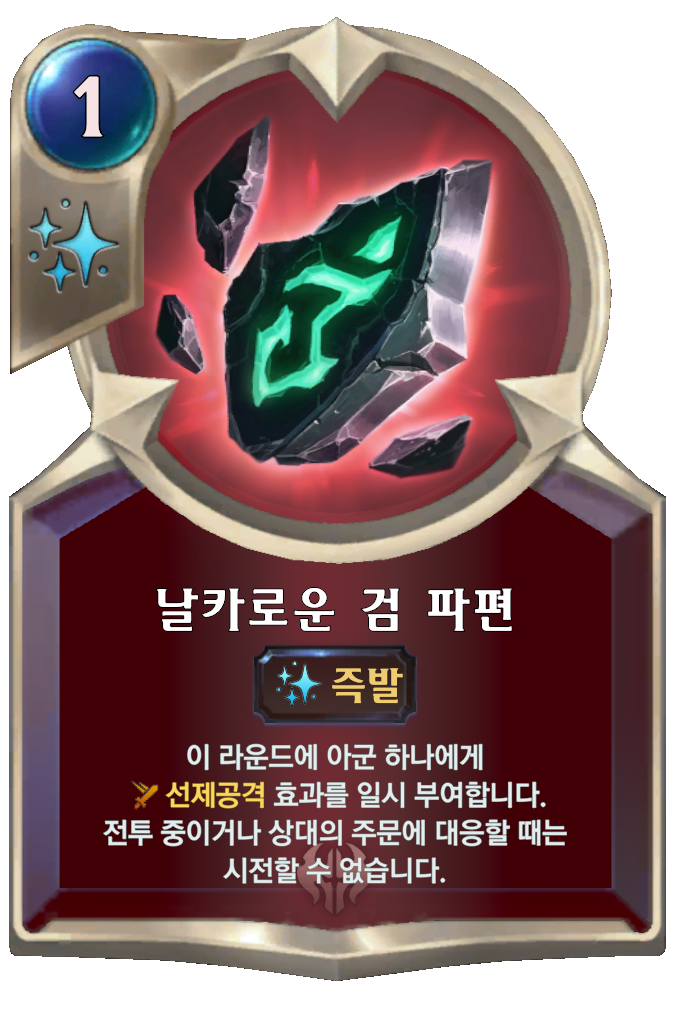 1
날카로운 검 파편
즉발
이 라운드에 아군 하나에게
선제공격 효과를 일시 부여합니다.
전투 중이거나 상대의 주문에 대응할 때는
시전할 수 없습니다.